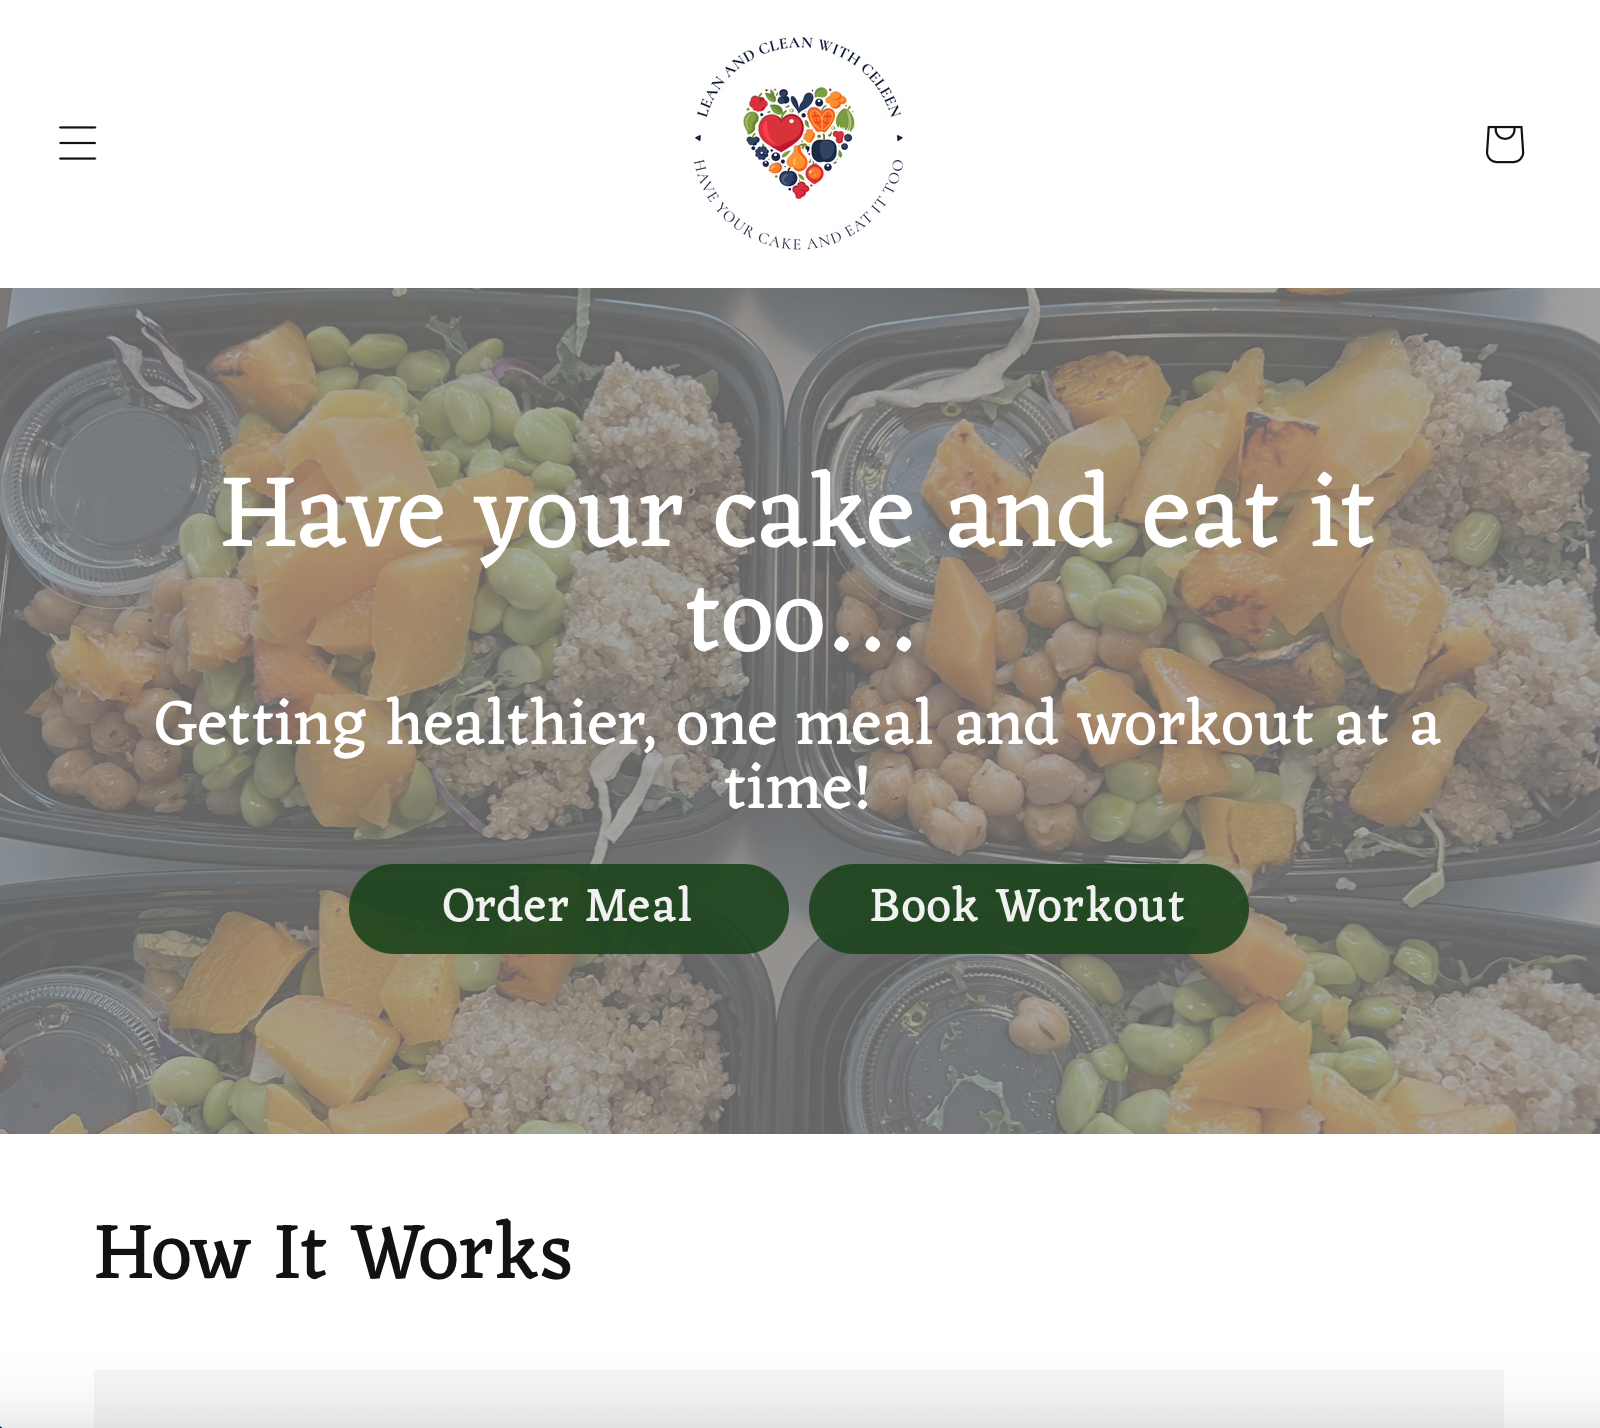 LEAN AND CLEAN WITH CELEEN
HAVE YOUR CAKE AND EAT IT TOO
Have your cake and eat it
too...
Getting healthier, one meal and workout at a
time!
Order Meal
Book Workout
How It Works